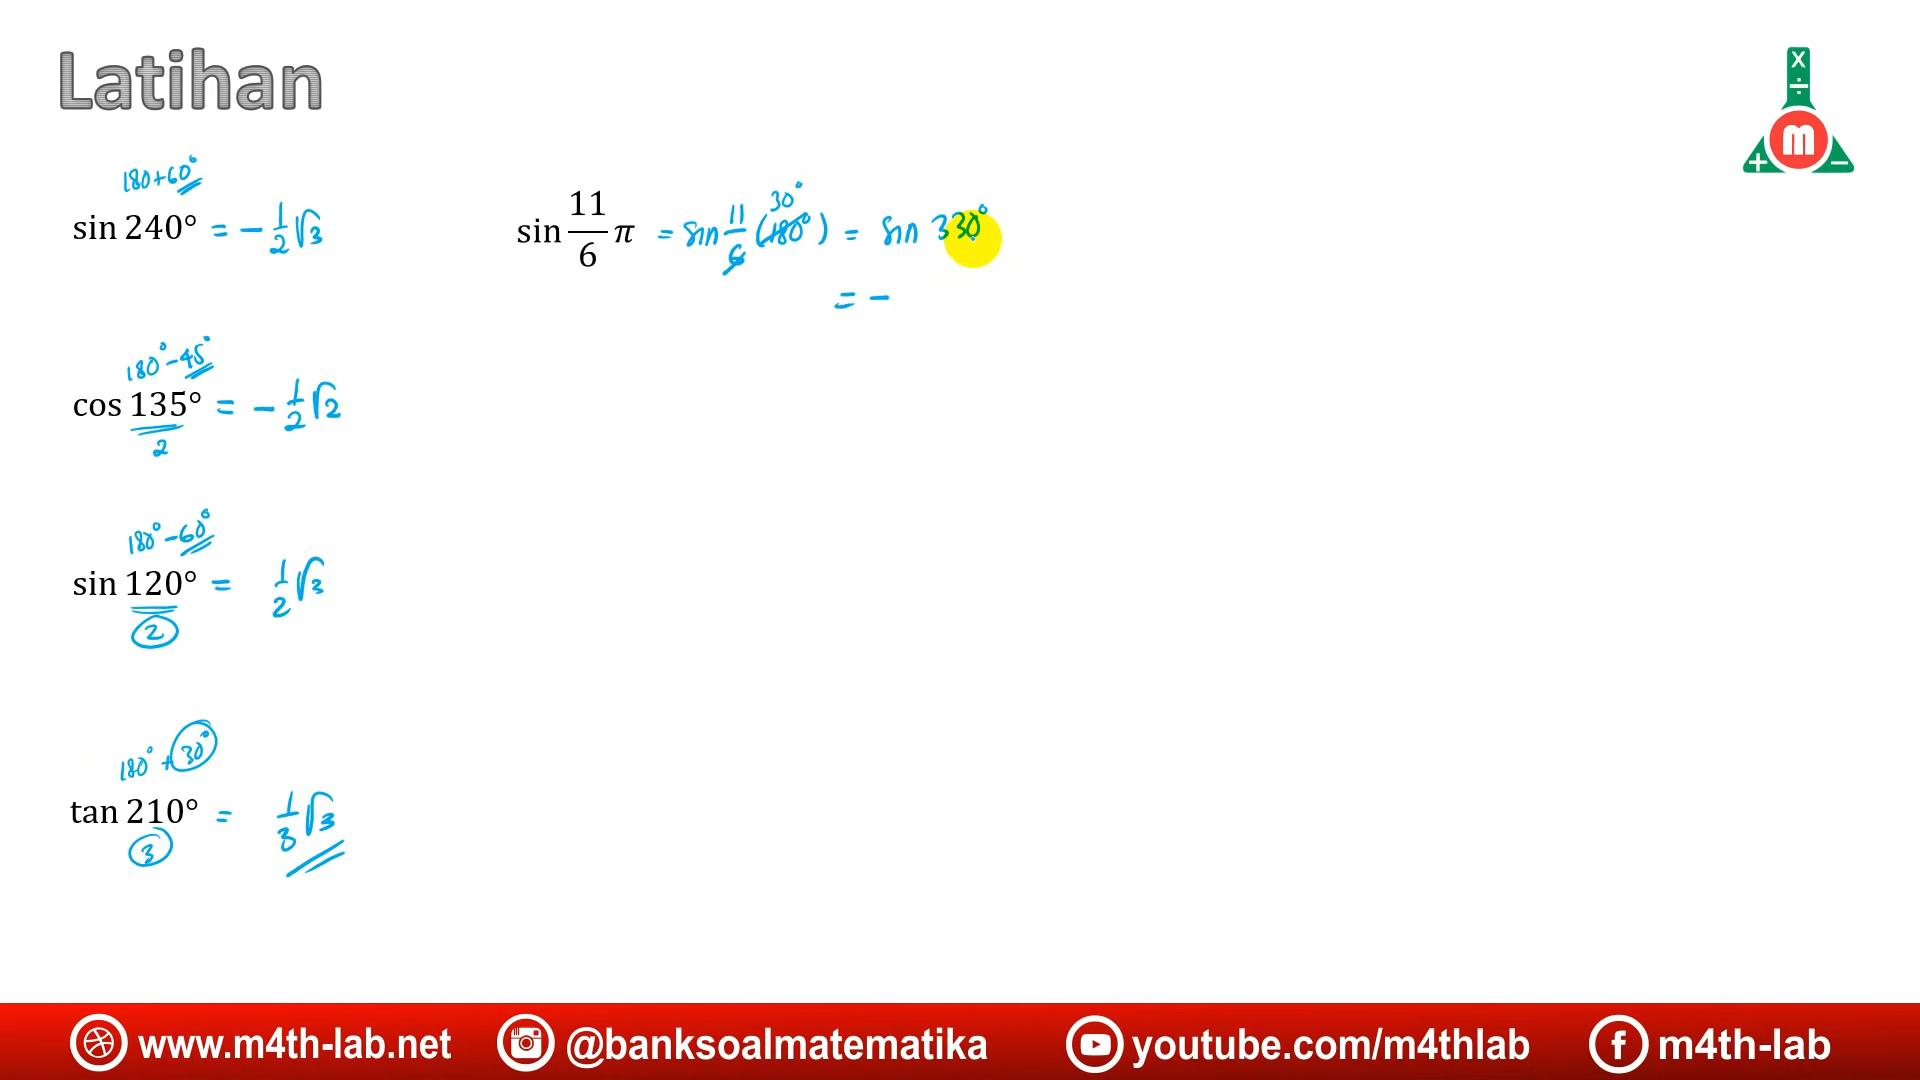 Latihan
180+60°
sin 240° = - 1/2 √3
180° - 45°
cos 135° = - 1/2 √2
2
180° - 60°
sin 120° = 1/2 √3
2
180° + 30°
tan 210° = 1/3 √3
3
30°
sin 11/6 π = sin 11/6 (180°) = sin 330°
= -
x
÷
m
+ −
www.m4th-lab.net
@banksoalmatematika
youtube.com/m4thlab
f m4th-lab